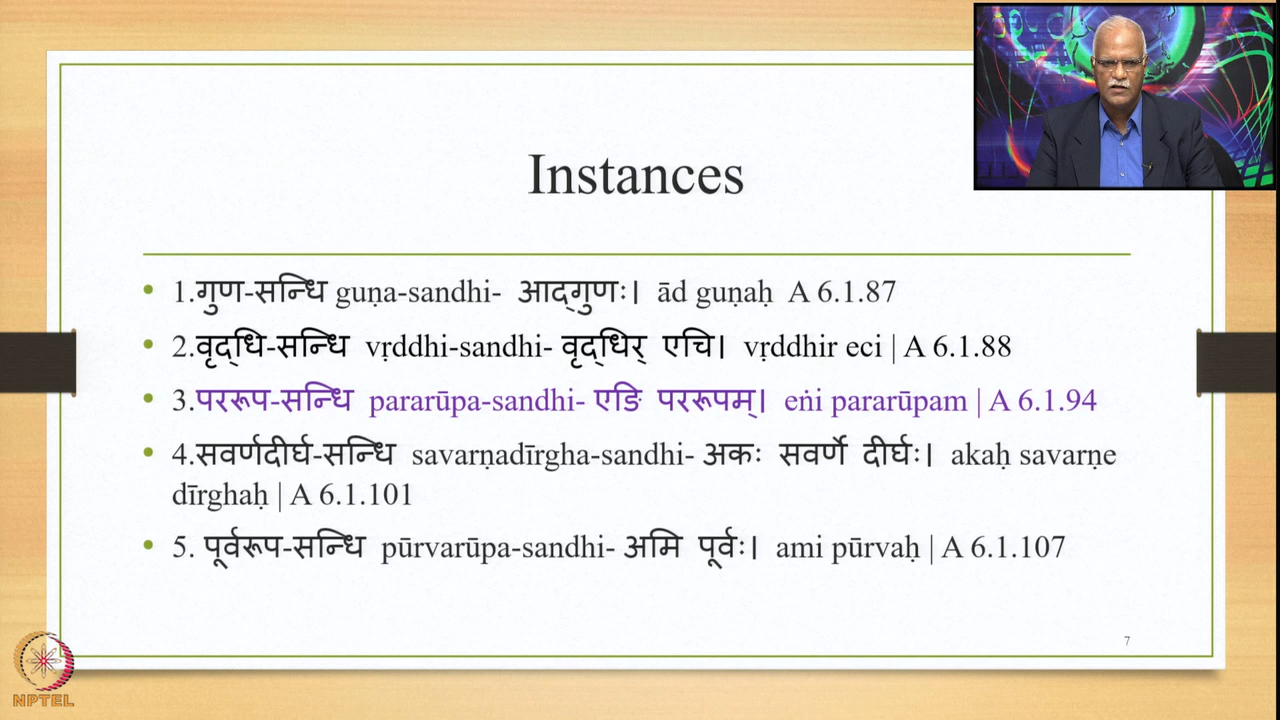 Instances
• 1.गुण-सन्धि guṇa-sandhi- आद्‌गुणः। ād guṇaḥ A 6.1.87
• 2.वृद्‌धि-सन्धि vṛddhi-sandhi- वृद्‌धिर् एचि। vṛddhir eci | A 6.1.88
• 3.पररूप-सन्धि pararūpa-sandhi- एङि पररूपम्। eṅi pararūpam | A 6.1.94
• 4.सवर्णदीर्घ-सन्धि savarṇadīrgha-sandhi- अकः सवर्णे दीर्घः। akaḥ savarṇe
dīrghaḥ | A 6.1.101
• 5. पूर्वरूप-सन्धि pūrvarūpa-sandhi- अमि पूर्वः। ami pūrvaḥ | A 6.1.107
7
NPTEL